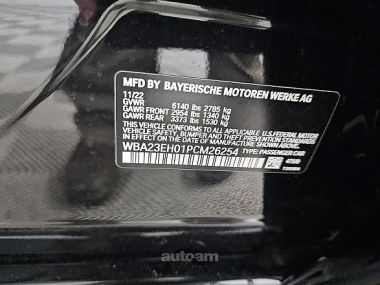 MFD BY BAYERISCHE MOTOREN WERKE AG
11/22
GVWR 6140 lbs 2785 kg
GAWR FRONT 2954 lbs 1340 kg
GAWR REAR 3373 lbs 1530 kg
THIS VEHICLE CONFORMS TO ALL APPLICABLE U.S. FEDERAL MOTOR
VEHICLE SAFETY, BUMPER AND THEFT PREVENTION STANDARDS
IN EFFECT ON THE DATE OF MANUFACTURE SHOWN ABOVE.
WBA23EH01PCM26254 TYPE: PASSENGER CAR
autoam